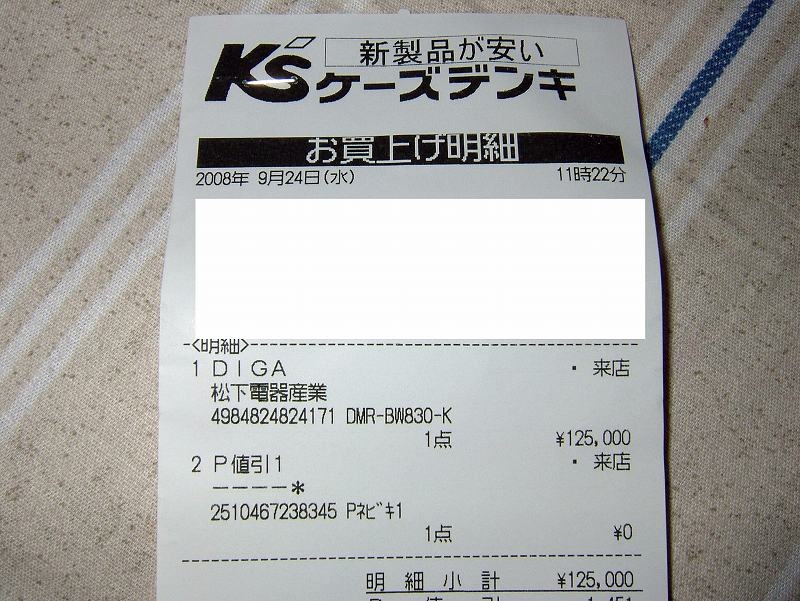 新製品が安い
K'S ケーズデンキ
お買上げ明細
2008年 9月24日(水) 11時22分
-<明細>-
1 DIGA ・ 来店
松下電器産業
4984824824171 DMR-BW830-K
1点 ¥125,000
2 P値引1 ・ 来店
ーーーー*
2510467238345 Pネビキ1
1点 ¥0
明 細 小 計 ¥125,000